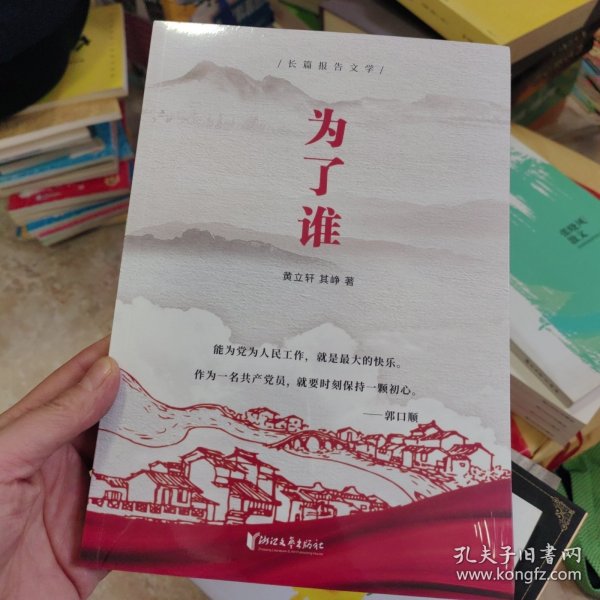 /长篇报告文学/
为了谁
黄立轩 其峥 著
能为党为人民工作，就是最大的快乐。
作为一名共产党员，就要时刻保持一颗初心。
——郭口顺
浙江文艺出版社
孔夫子旧书网
www.kongfz.com